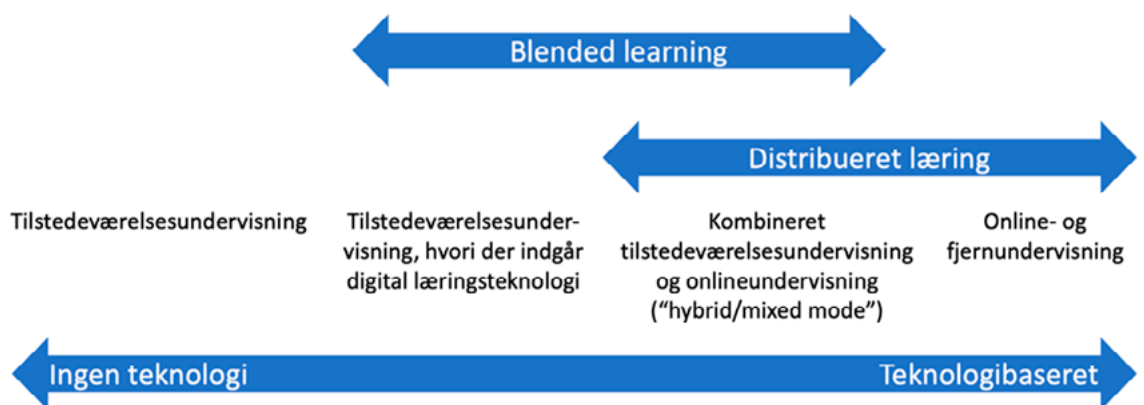 Blended learning
Distribueret læring
Tilstedeværelsesundervisning
Tilstedeværelsesunder-
visning, hvori der indgår
digital læringsteknologi
Kombineret
tilstedeværelsesundervisning
og onlineundervisning
(“hybrid/mixed mode”)
Online- og
fjernundervisning
Ingen teknologi
Teknologibaseret